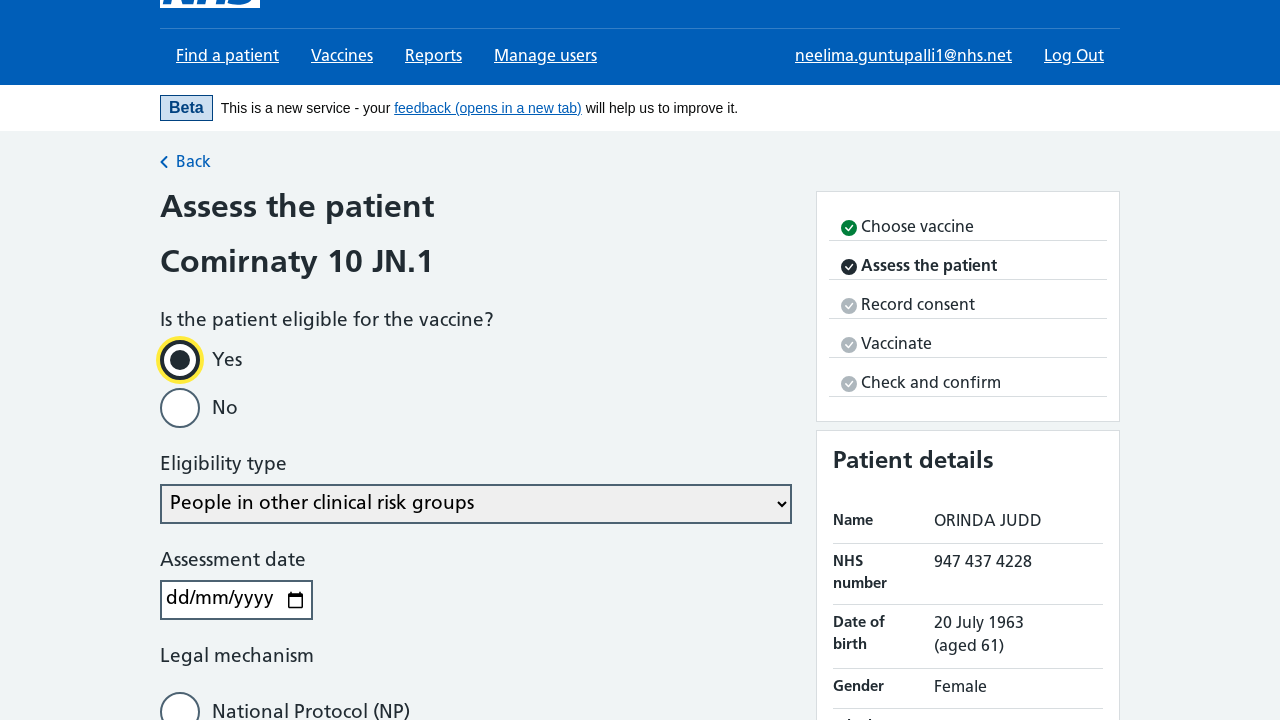 NHS
Find a patient
Vaccines
Reports
Manage users
neelima.guntupalli1@nhs.net
Log Out
Beta
This is a new service - your feedback (opens in a new tab) will help us to improve it.
Back
Assess the patient
Comirnaty 10 JN.1
Is the patient eligible for the vaccine?
Yes
No
Eligibility type
People in other clinical risk groups
Assessment date
dd/mm/yyyy
Legal mechanism
National Protocol (NP)
Choose vaccine
Assess the patient
Record consent
Vaccinate
Check and confirm
Patient details
Name
ORINDA JUDD
NHS
number
947 437 4228
Date of
birth
20 July 1963
(aged 61)
Gender
Female